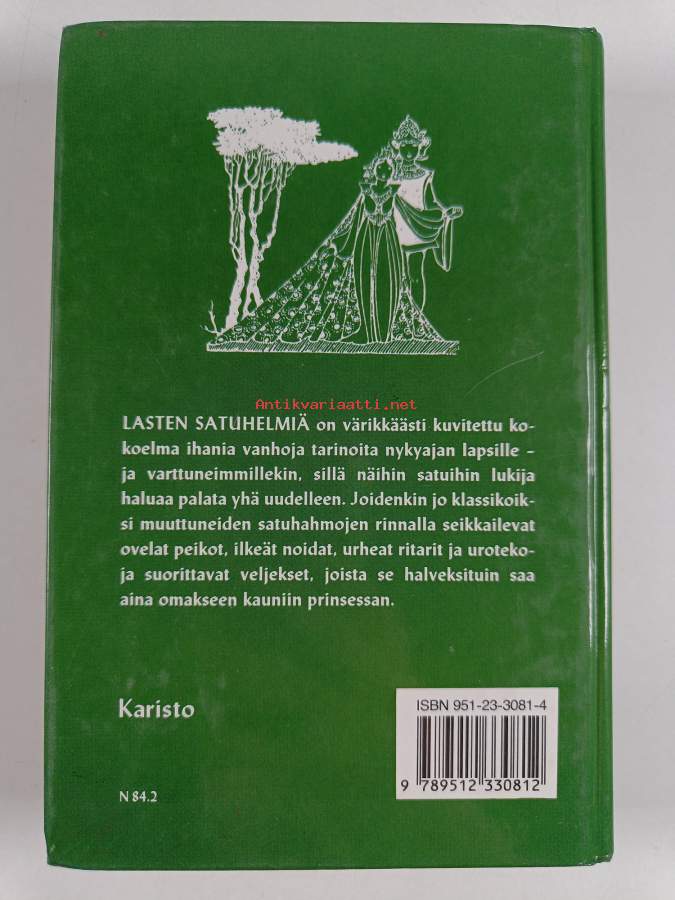 Antikvariaatti.net
LASTEN SATUHELMIÄ on värikkäästi kuvitettu ko-
koelma ihania vanhoja tarinoita nykyajan lapsille -
ja varttuneimmillekin, sillä näihin satuihin lukija
haluaa palata yhä uudelleen. Joidenkin jo klassikoik-
si muuttuneiden satuhahmojen rinnalla seikkailevat
ovelat peikot, ilkeät noidat, urheat ritarit ja uroteko-
ja suorittavat veljekset, joista se halveksituin saa
aina omakseen kauniin prinsessan.
Karisto
ISBN 951-23-3081-4
9 789512 330812
N 84.2